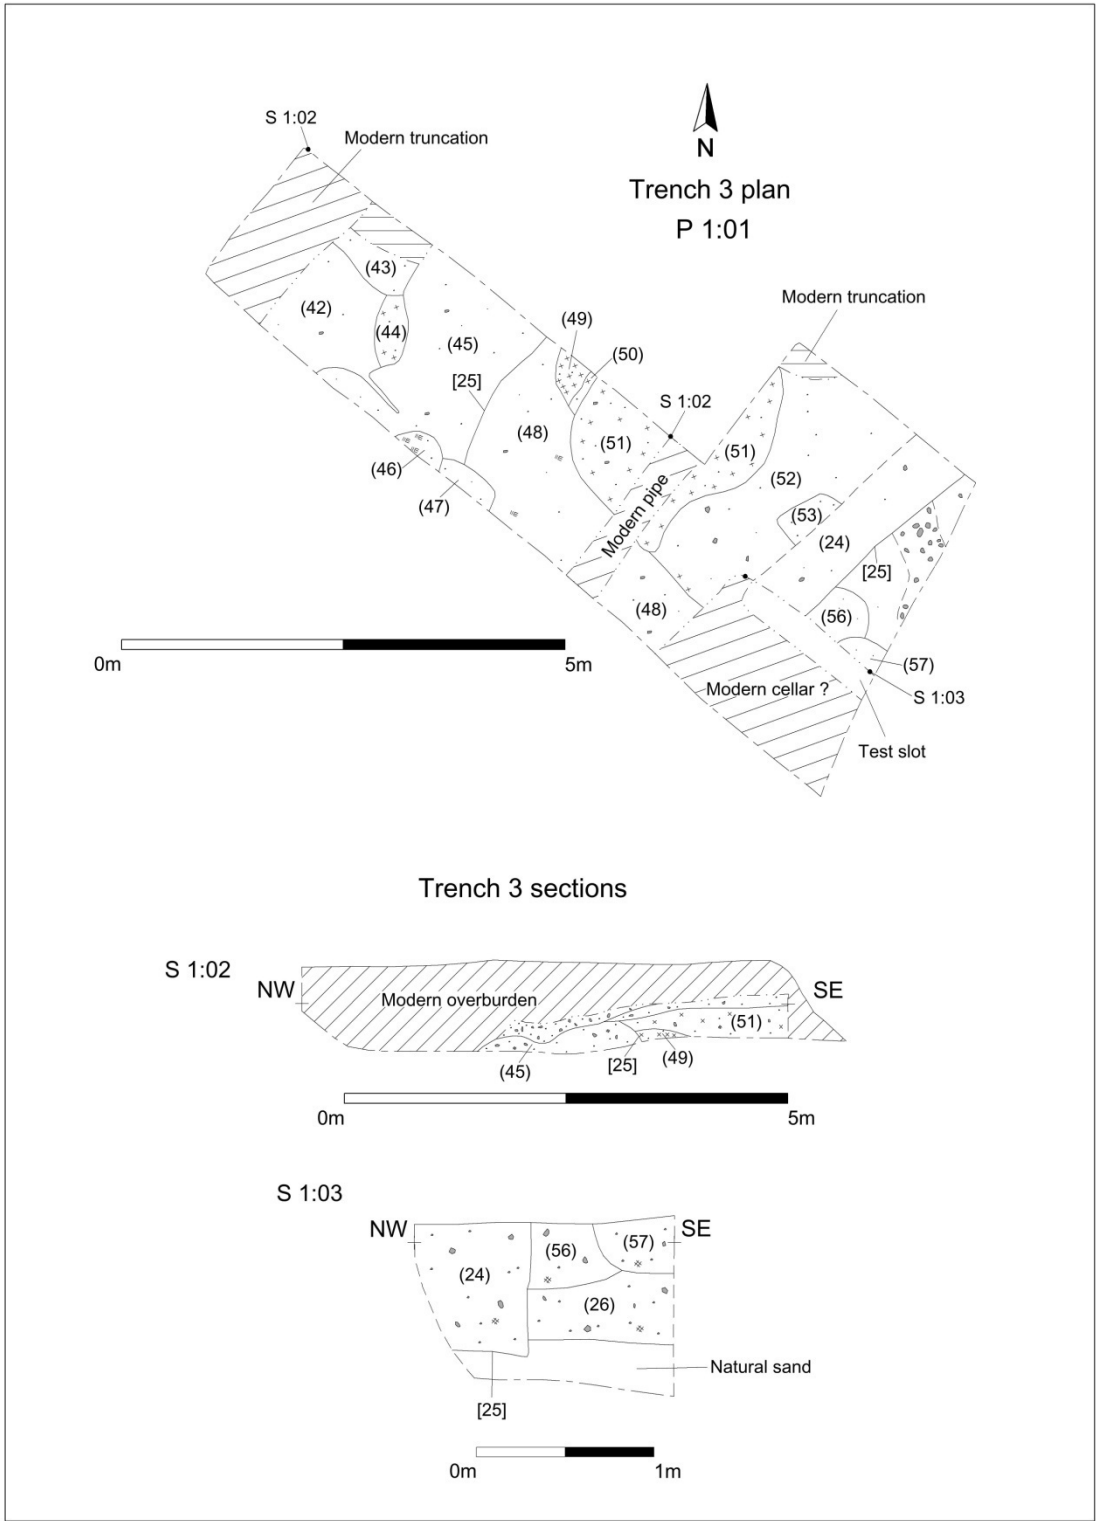 S 1:02
Modern truncation
N
Trench 3 plan
P 1:01
(43)
(42)
(44)
(45)
[25]
(46)
(47)
(48)
(49)
(50)
(51)
S 1:02
Modern pipe
Modern truncation
(51)
(52)
(53)
(24)
[25]
(48)
(56)
(57)
S 1:03
Modern cellar ?
Test slot
0m 5m
Trench 3 sections
S 1:02
NW SE
Modern overburden
(51)
(45) [25] (49)
0m 5m
S 1:03
NW SE
(56) (57)
(24)
(26)
Natural sand
[25]
0m 1m